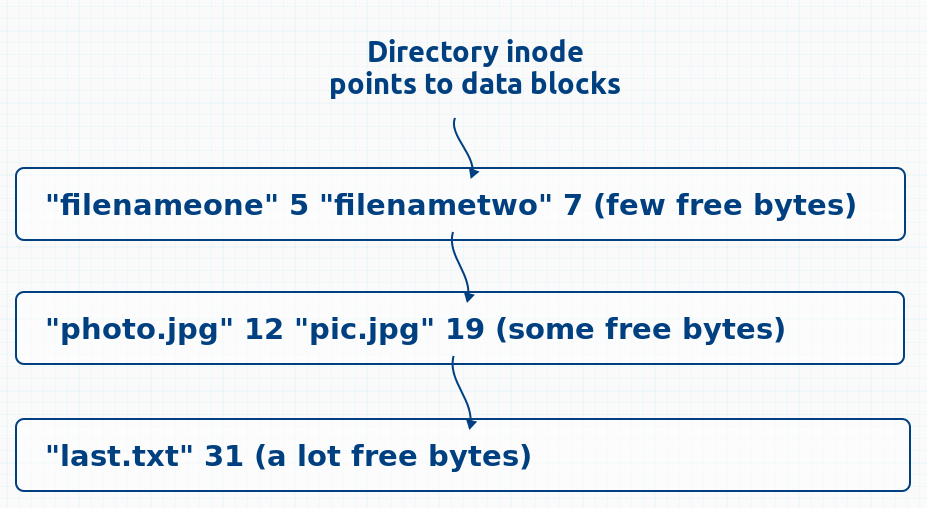 Directory inode
points to data blocks
"filenameone" 5 "filenametwo" 7 (few free bytes)
"photo.jpg" 12 "pic.jpg" 19 (some free bytes)
"last.txt" 31 (a lot free bytes)